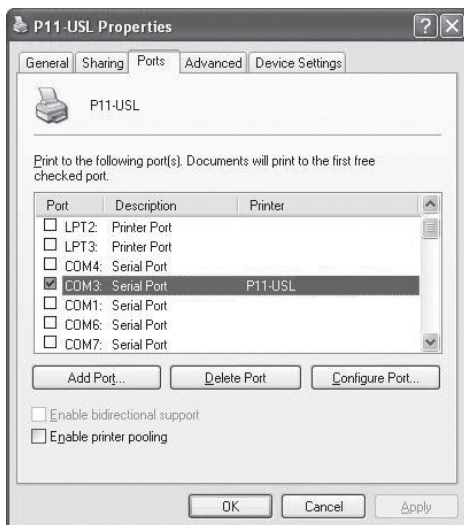 P11-USL Properties
General Sharing Ports Advanced Device Settings
P11-USL
Print to the following port(s). Documents will print to the first free
checked port.
Port Description Printer
LPT2: Printer Port
LPT3: Printer Port
COM4: Serial Port
COM3: Serial Port P11-USL
COM1: Serial Port
COM6: Serial Port
COM7: Serial Port
Add Port... Delete Port Configure Port...
Enable bidirectional support
Enable printer pooling
OK Cancel Apply